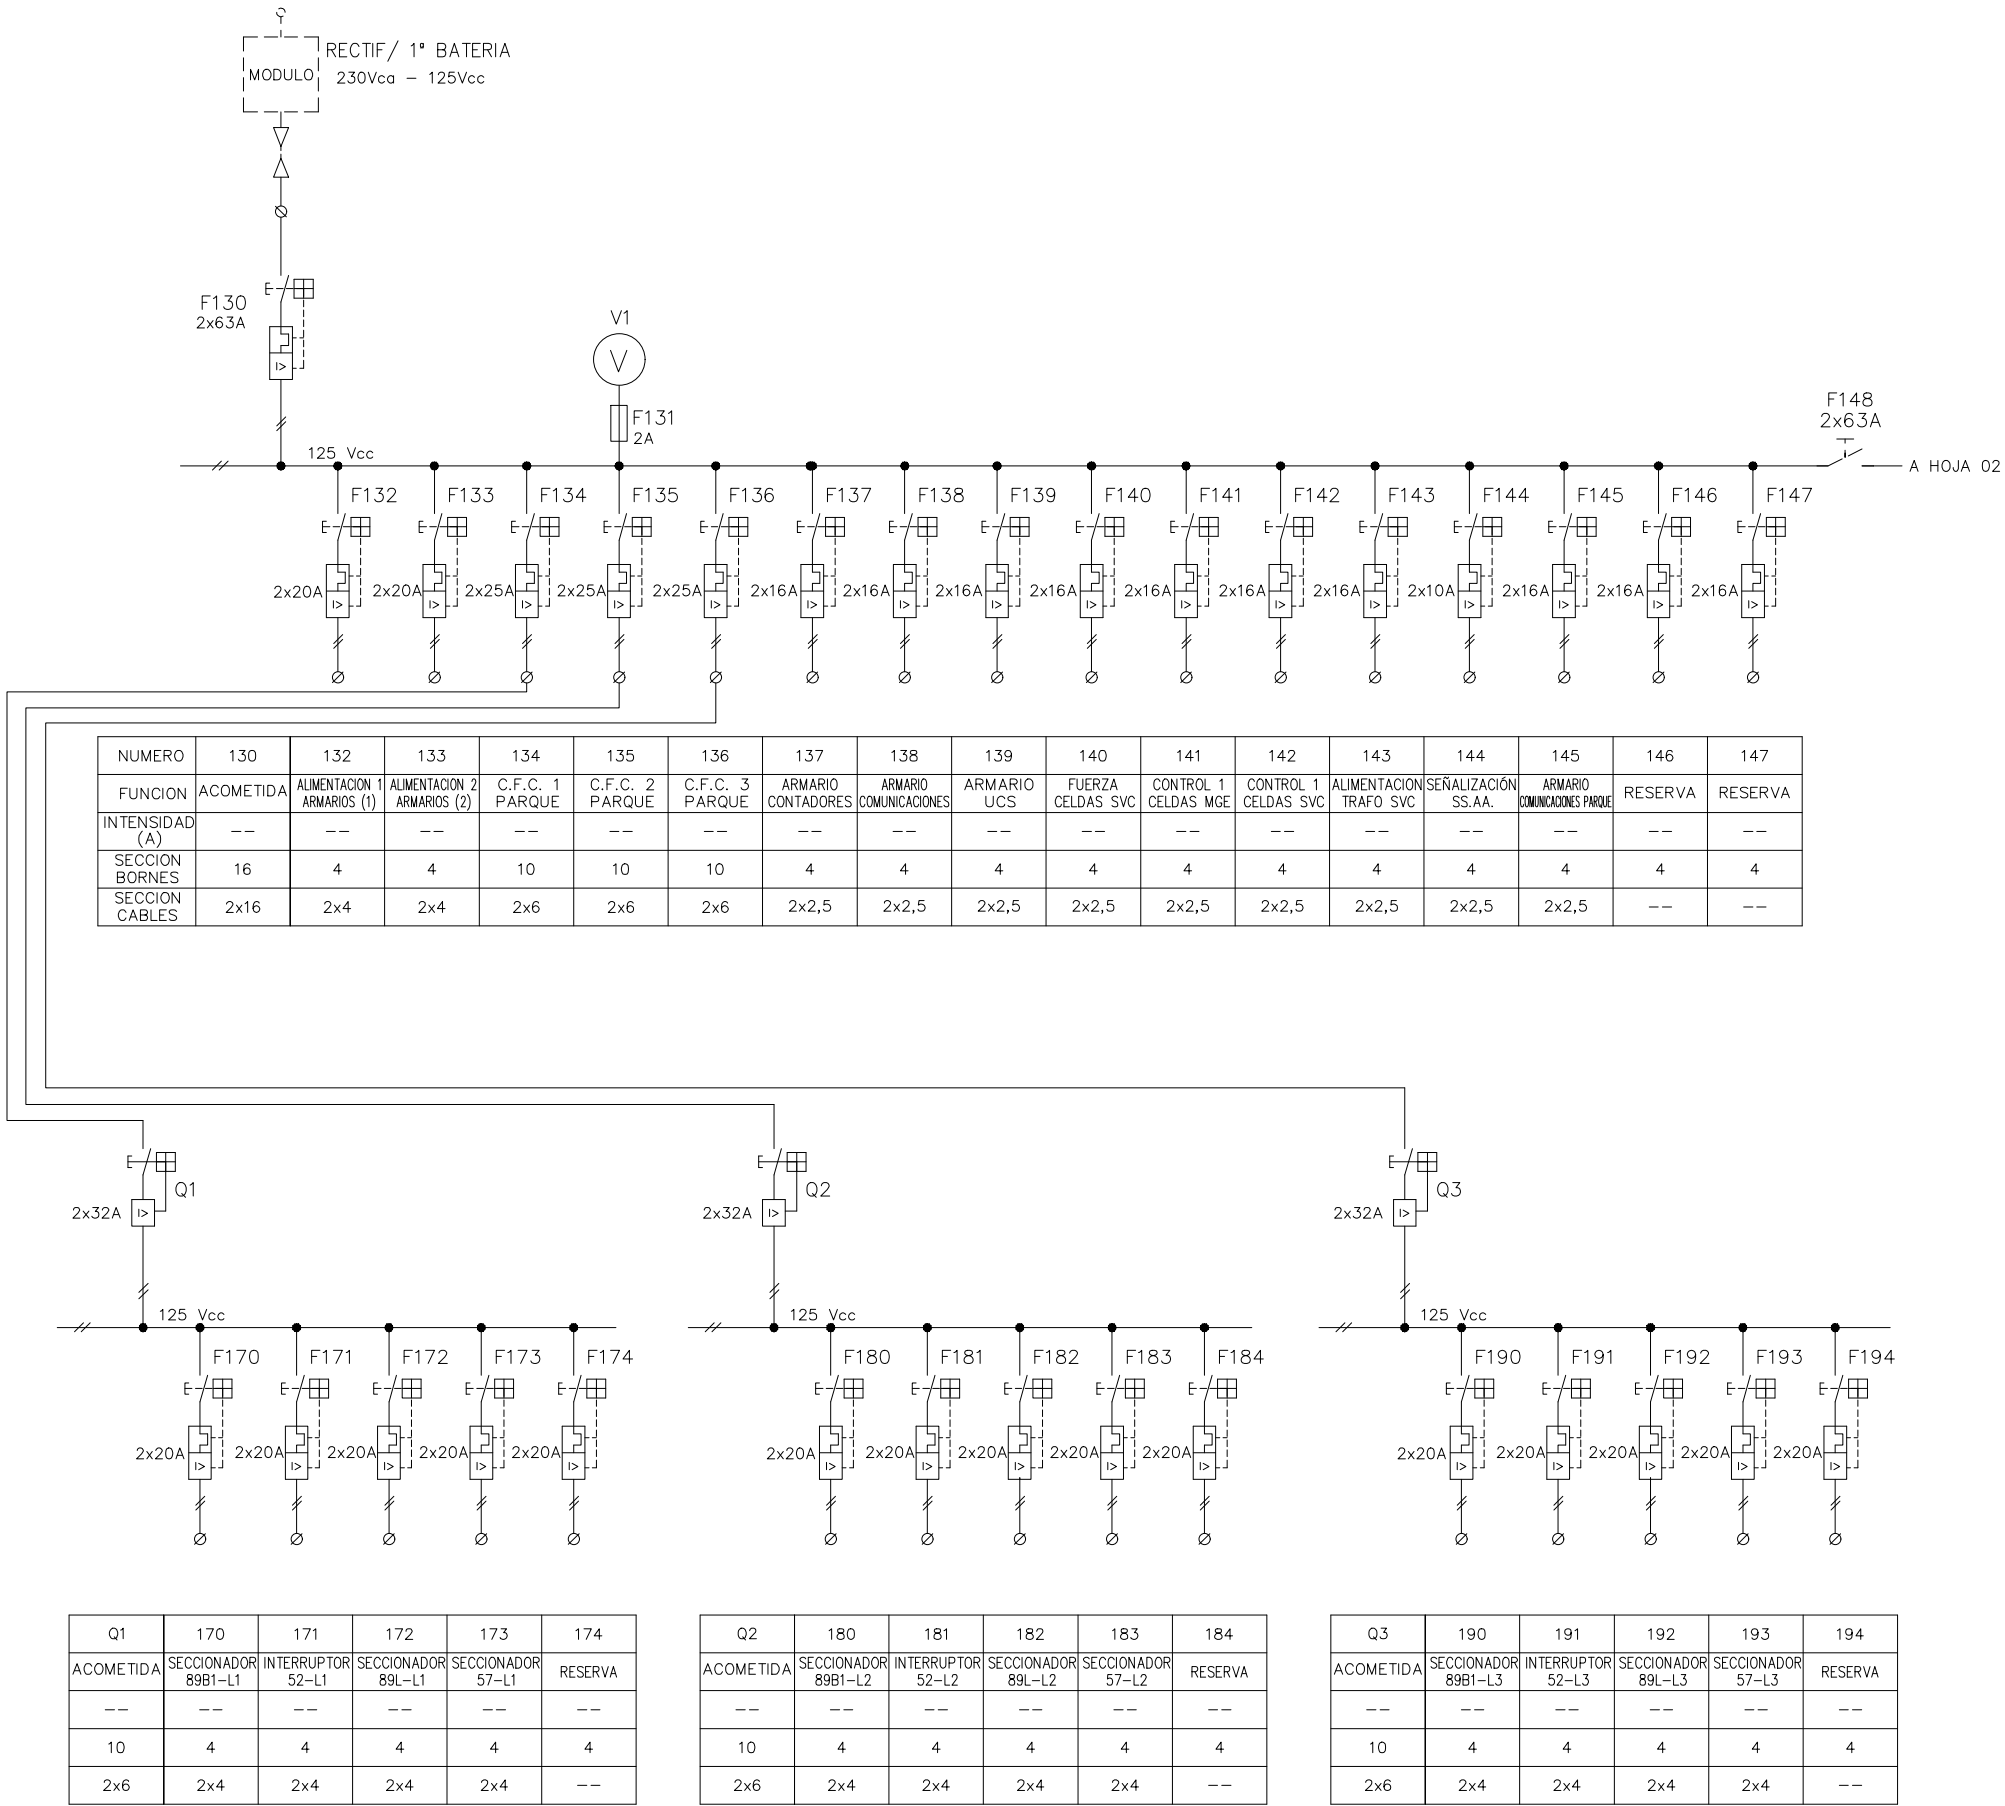 RECTIF/ 1ª BATERIA
MODULO
230Vca - 125Vcc
F130
2x63A
V1
V
I>
F131
2A
F148
2x63A
125 Vcc
A HOJA 02
F132 F133 F134 F135 F136 F137 F138 F139 F140 F141 F142 F143 F144 F145 F146 F147
2x20A I> 2x20A I> 2x25A I> 2x25A I> 2x25A I> 2x16A I> 2x16A I> 2x16A I> 2x16A I> 2x16A I> 2x16A I> 2x16A I> 2x10A I> 2x16A I> 2x16A I> 2x16A I>
NUMERO 130 132 133 134 135 136 137 138 139 140 141 142 143 144 145 146 147
FUNCION ACOMETIDA ALIMENTACION 1 ARMARIOS (1) ALIMENTACION 2 ARMARIOS (2) C.F.C. 1 PARQUE C.F.C. 2 PARQUE C.F.C. 3 PARQUE ARMARIO CONTADORES ARMARIO COMUNICACIONES ARMARIO UCS FUERZA CELDAS SVC CONTROL 1 CELDAS MGE CONTROL 1 CELDAS SVC ALIMENTACION TRAFO SVC SEÑALIZACIÓN SS.AA. ARMARIO COMUNICACIONES PARQUE RESERVA RESERVA
INTENSIDAD (A) -- -- -- -- -- -- -- -- -- -- -- -- -- -- -- -- --
SECCION BORNES 16 4 4 10 10 10 4 4 4 4 4 4 4 4 4 4 4
SECCION CABLES 2x16 2x4 2x4 2x6 2x6 2x6 2x2,5 2x2,5 2x2,5 2x2,5 2x2,5 2x2,5 2x2,5 2x2,5 2x2,5 -- --
Q1
2x32A I>
125 Vcc
F170 F171 F172 F173 F174
2x20A I> 2x20A I> 2x20A I> 2x20A I> 2x20A I>
Q2
2x32A I>
125 Vcc
F180 F181 F182 F183 F184
2x20A I> 2x20A I> 2x20A I> 2x20A I> 2x20A I>
Q3
2x32A I>
125 Vcc
F190 F191 F192 F193 F194
2x20A I> 2x20A I> 2x20A I> 2x20A I> 2x20A I>
Q1 170 171 172 173 174
ACOMETIDA SECCIONADOR 89B1-L1 INTERRUPTOR 52-L1 SECCIONADOR 89L-L1 SECCIONADOR 57-L1 RESERVA
-- -- -- -- -- --
10 4 4 4 4 4
2x6 2x4 2x4 2x4 2x4 --
Q2 180 181 182 183 184
ACOMETIDA SECCIONADOR 89B1-L2 INTERRUPTOR 52-L2 SECCIONADOR 89L-L2 SECCIONADOR 57-L2 RESERVA
-- -- -- -- -- --
10 4 4 4 4 4
2x6 2x4 2x4 2x4 2x4 --
Q3 190 191 192 193 194
ACOMETIDA SECCIONADOR 89B1-L3 INTERRUPTOR 52-L3 SECCIONADOR 89L-L3 SECCIONADOR 57-L3 RESERVA
-- -- -- -- -- --
10 4 4 4 4 4
2x6 2x4 2x4 2x4 2x4 --